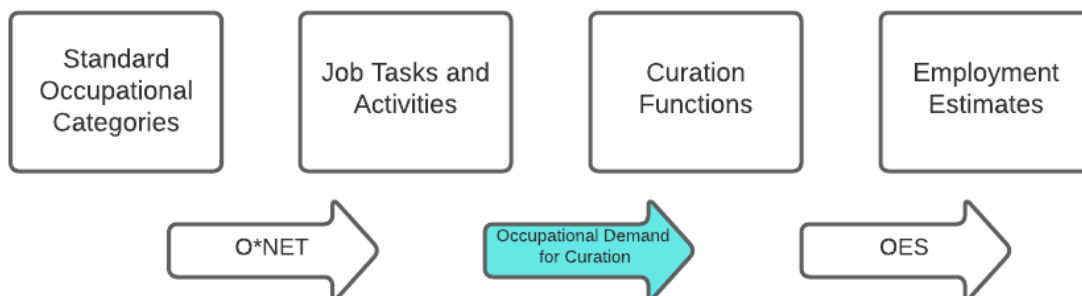 Standard
Occupational
Categories
Job Tasks and
Activities
Curation
Functions
Employment
Estimates
O*NET
Occupational Demand
for Curation
OES